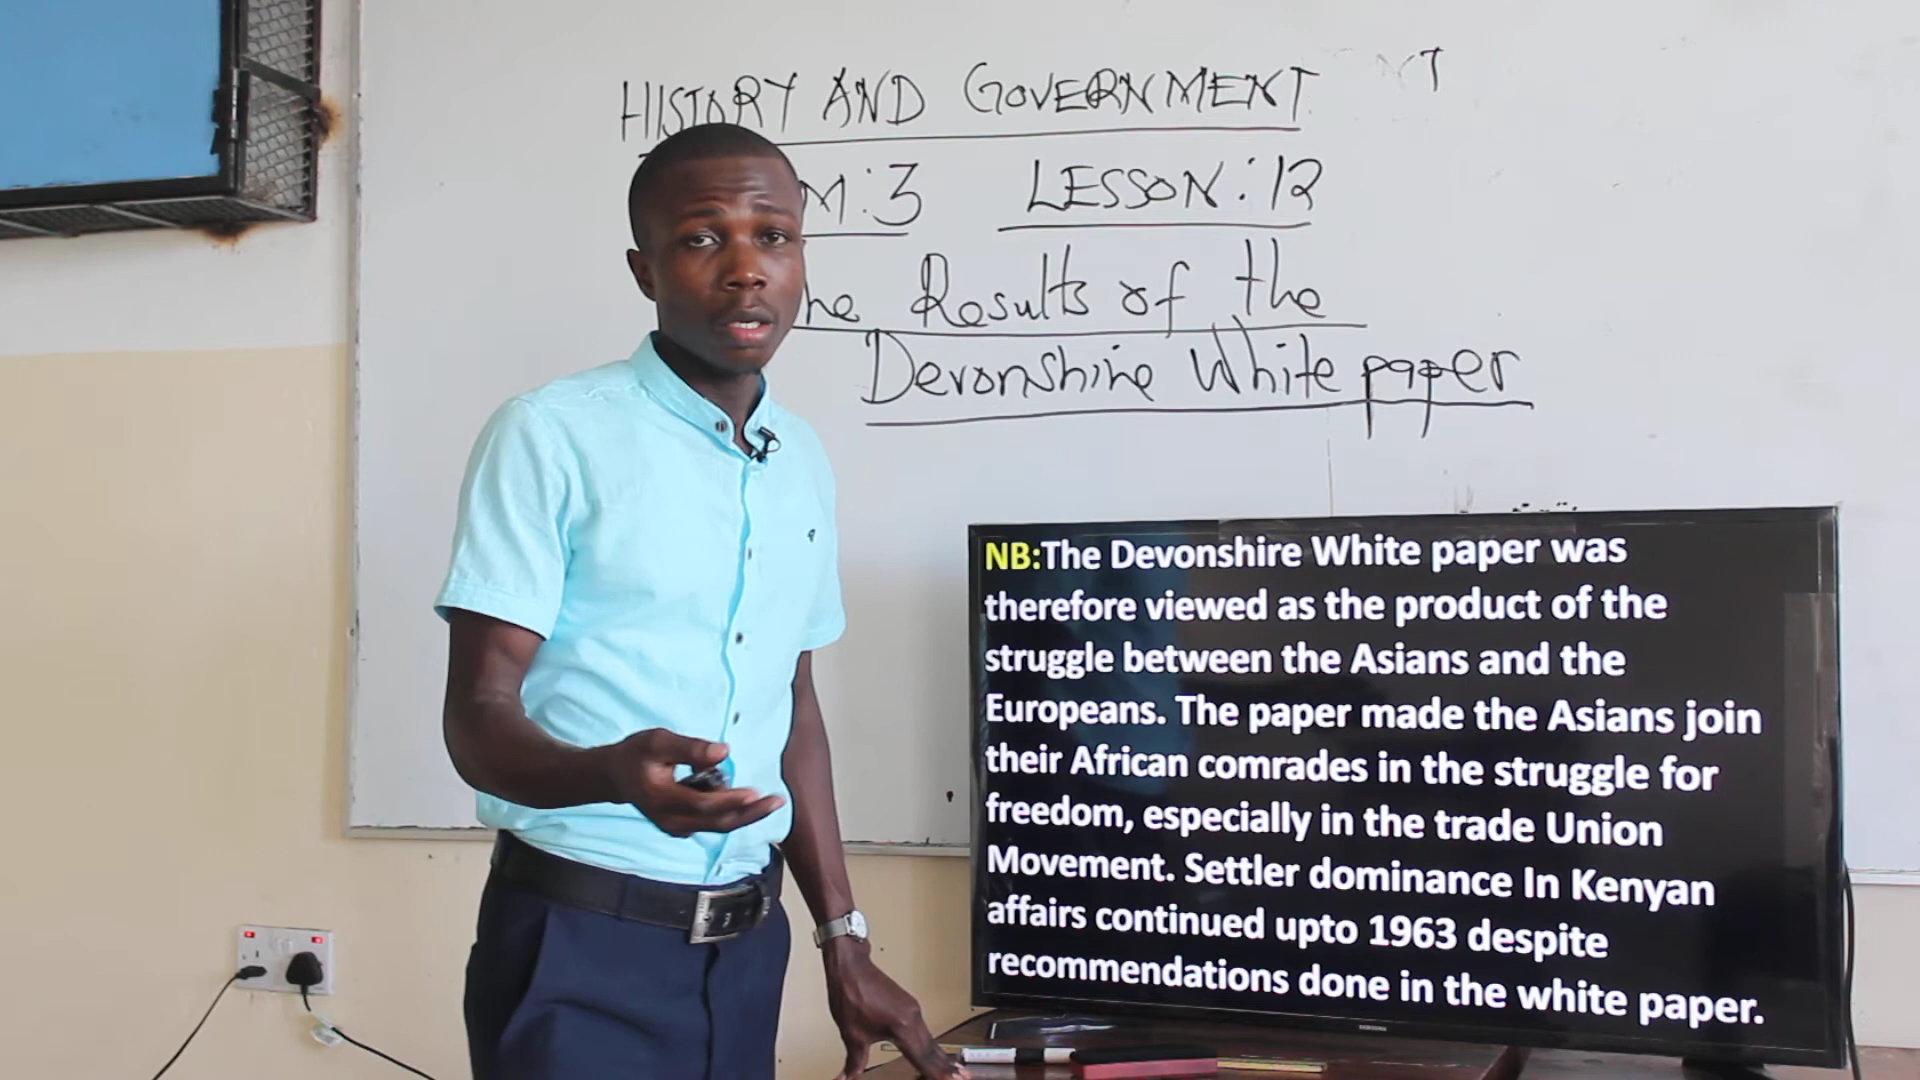 HISTORY AND GOVERNMENT
M:3 LESSON:12
he Results of the
Devonshire White paper
NB:The Devonshire White paper was
therefore viewed as the product of the
struggle between the Asians and the
Europeans. The paper made the Asians join
their African comrades in the struggle for
freedom, especially in the trade Union
Movement. Settler dominance In Kenyan
affairs continued upto 1963 despite
recommendations done in the white paper.
SAMSUNG